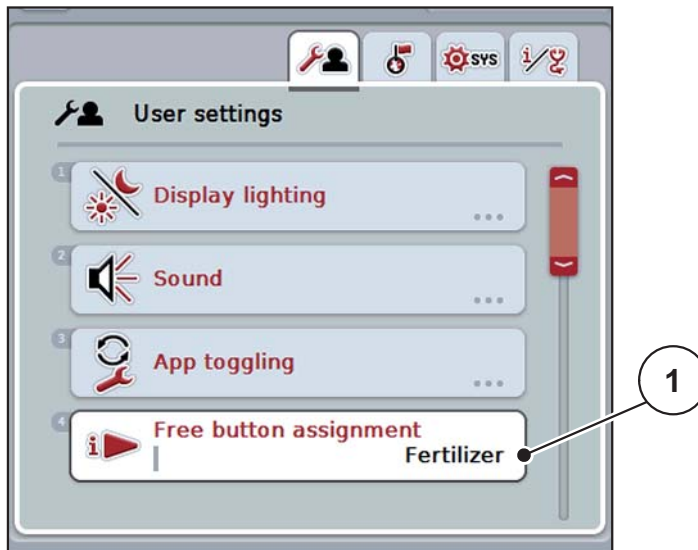 SYS
i/
User settings
1
Display lighting
...
2
Sound
...
3
App toggling
...
4
i
Free button assignment
Fertilizer
1